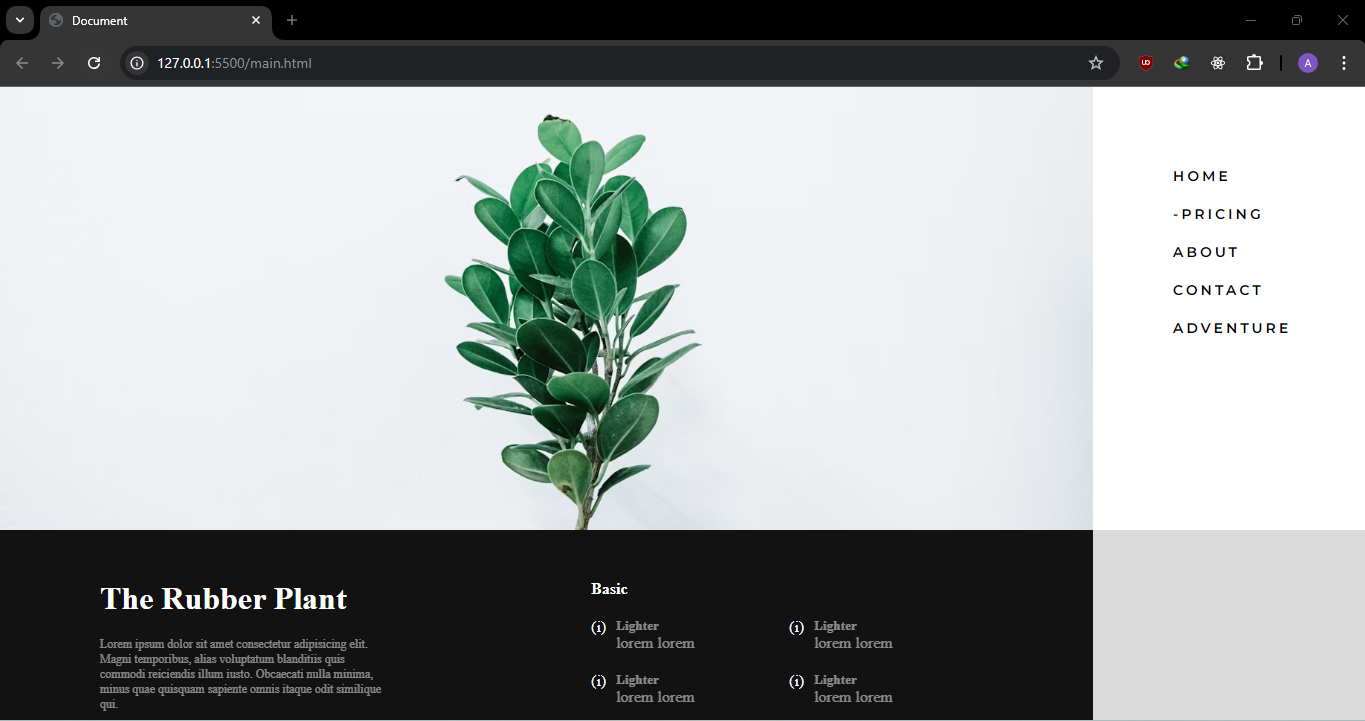 Document
127.0.0.1:5500/main.html
UD
A
HOME
-PRICING
ABOUT
CONTACT
ADVENTURE
The Rubber Plant
Lorem ipsum dolor sit amet consectetur adipisicing elit.
Magni temporibus, alias voluptatum blanditiis quis
commodi reiciendis illum iusto. Obcaecati nulla minima,
minus quae quisquam sapiente omnis itaque odit similique
qui.
Basic
(i) Lighter
lorem lorem
(i) Lighter
lorem lorem
(i) Lighter
lorem lorem
(i) Lighter
lorem lorem